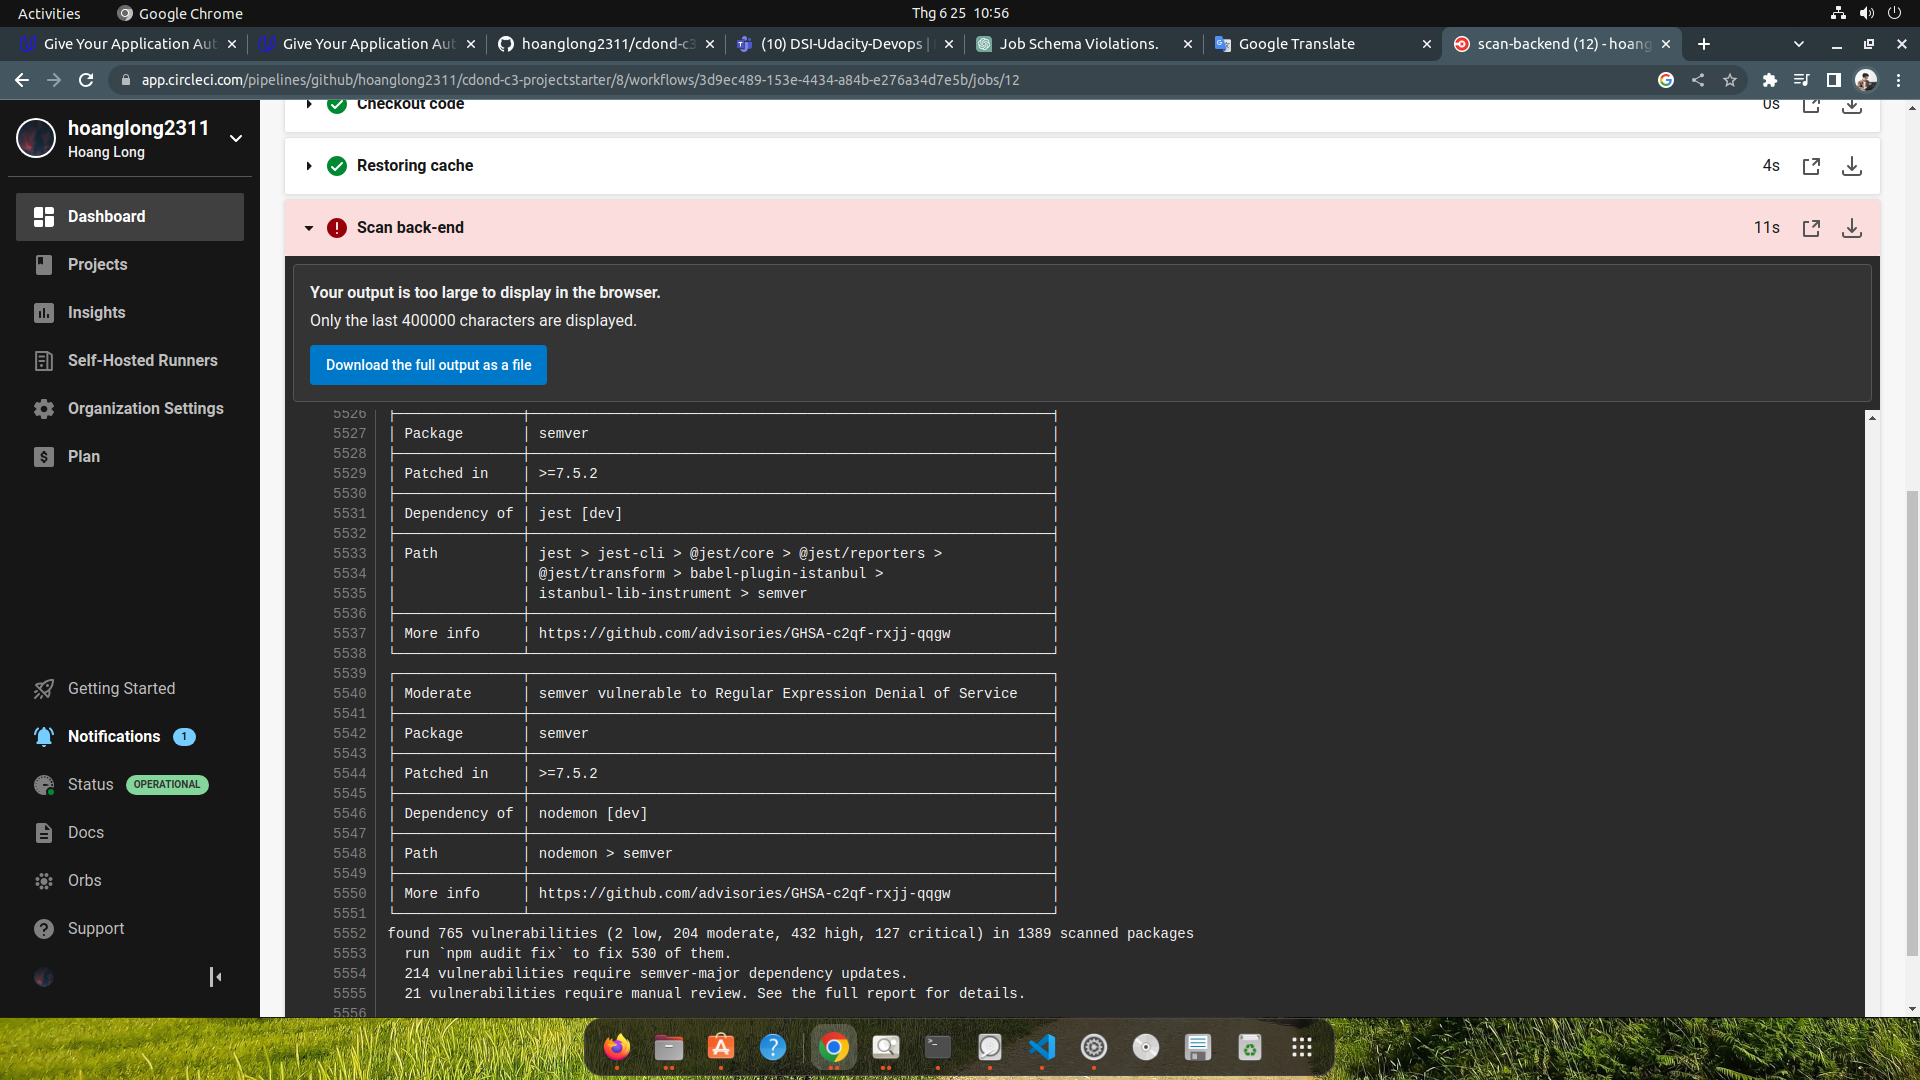 Activities
Google Chrome
Thg 6 25 10:56
Give Your Application Aut
Give Your Application Aut
hoanglong2311/cdond-c3
(10) DSI-Udacity-Devops |
Job Schema Violations.
Google Translate
scan-backend (12) - hoang
app.circleci.com/pipelines/github/hoanglong2311/cdond-c3-projectstarter/8/workflows/3d9ec489-153e-4434-a84b-e276a34d7e5b/jobs/12
hoanglong2311
Hoang Long
Dashboard
Projects
Insights
Self-Hosted Runners
Organization Settings
Plan
Getting Started
Notifications 1
Status OPERATIONAL
Docs
Orbs
Support
Checkout code 0s
Restoring cache 4s
Scan back-end 11s
Your output is too large to display in the browser.
Only the last 400000 characters are displayed.
Download the full output as a file
5526
5527 Package semver
5528
5529 Patched in >=7.5.2
5530
5531 Dependency of jest [dev]
5532
5533 Path jest > jest-cli > @jest/core > @jest/reporters >
5534 @jest/transform > babel-plugin-istanbul >
5535 istanbul-lib-instrument > semver
5536
5537 More info https://github.com/advisories/GHSA-c2qf-rxjj-qqgw
5538
5539
5540 Moderate semver vulnerable to Regular Expression Denial of Service
5541
5542 Package semver
5543
5544 Patched in >=7.5.2
5545
5546 Dependency of nodemon [dev]
5547
5548 Path nodemon > semver
5549
5550 More info https://github.com/advisories/GHSA-c2qf-rxjj-qqgw
5551
5552 found 765 vulnerabilities (2 low, 204 moderate, 432 high, 127 critical) in 1389 scanned packages
5553 run `npm audit fix` to fix 530 of them.
5554 214 vulnerabilities require semver-major dependency updates.
5555 21 vulnerabilities require manual review. See the full report for details.
5556